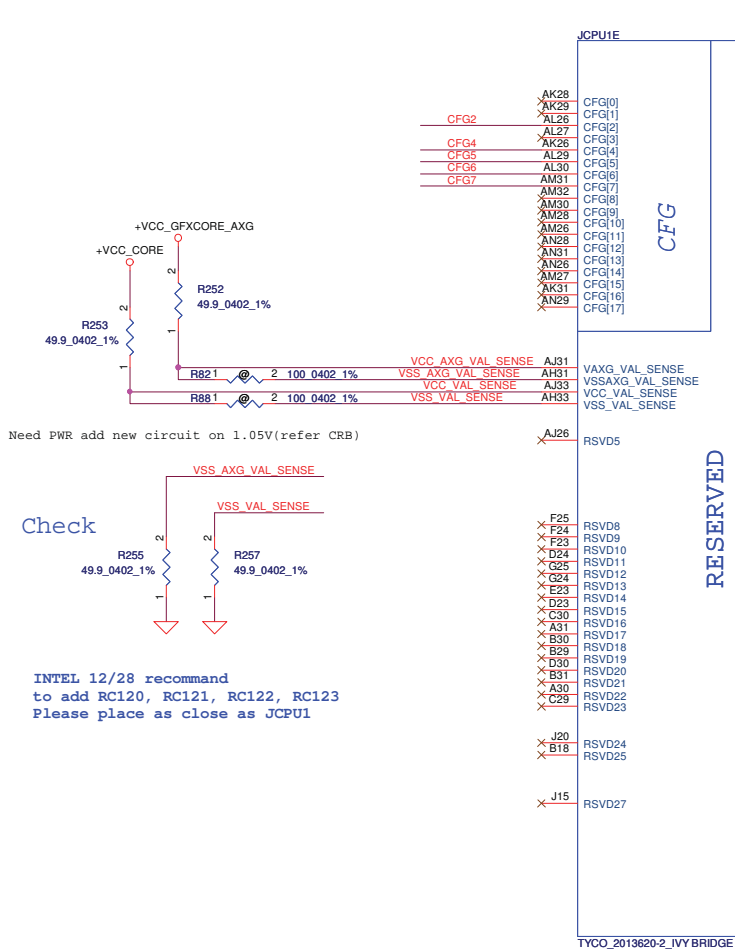 JCPU1E
AK28 CFG[0]
AK29 CFG[1]
CFG2 AL26 CFG[2]
AL27 CFG[3]
CFG4 AK26 CFG[4]
CFG5 AL29 CFG[5]
CFG6 AL30 CFG[6]
CFG7 AM31 CFG[7]
AM32 CFG[8]
AM30 CFG[9]
AM28 CFG[10]
AM26 CFG[11]
AN28 CFG[12]
AN31 CFG[13]
AN26 CFG[14]
AM27 CFG[15]
AK31 CFG[16]
AN29 CFG[17]
CFG
+VCC_GFXCORE_AXG
+VCC_CORE
2
R252
49.9_0402_1%
1
2
R253
49.9_0402_1%
1
VCC_AXG_VAL_SENSE AJ31 VAXG_VAL_SENSE
R82 1 @ 2 100_0402_1% VSS_AXG_VAL_SENSE AH31 VSSAXG_VAL_SENSE
VCC_VAL_SENSE AJ33 VCC_VAL_SENSE
R88 1 @ 2 100_0402_1% VSS_VAL_SENSE AH33 VSS_VAL_SENSE
Need PWR add new circuit on 1.05V(refer CRB)
AJ26 RSVD5
RESERVED
VSS_AXG_VAL_SENSE
VSS_VAL_SENSE
Check
2
R255
49.9_0402_1%
1
2
R257
49.9_0402_1%
1
F25 RSVD8
F24 RSVD9
F23 RSVD10
D24 RSVD11
G25 RSVD12
G24 RSVD13
E23 RSVD14
D23 RSVD15
C30 RSVD16
A31 RSVD17
B30 RSVD18
B29 RSVD19
D30 RSVD20
B31 RSVD21
A30 RSVD22
C29 RSVD23
INTEL 12/28 recommand
to add RC120, RC121, RC122, RC123
Please place as close as JCPU1
J20 RSVD24
B18 RSVD25
J15 RSVD27
TYCO_2013620-2_IVY BRIDGE